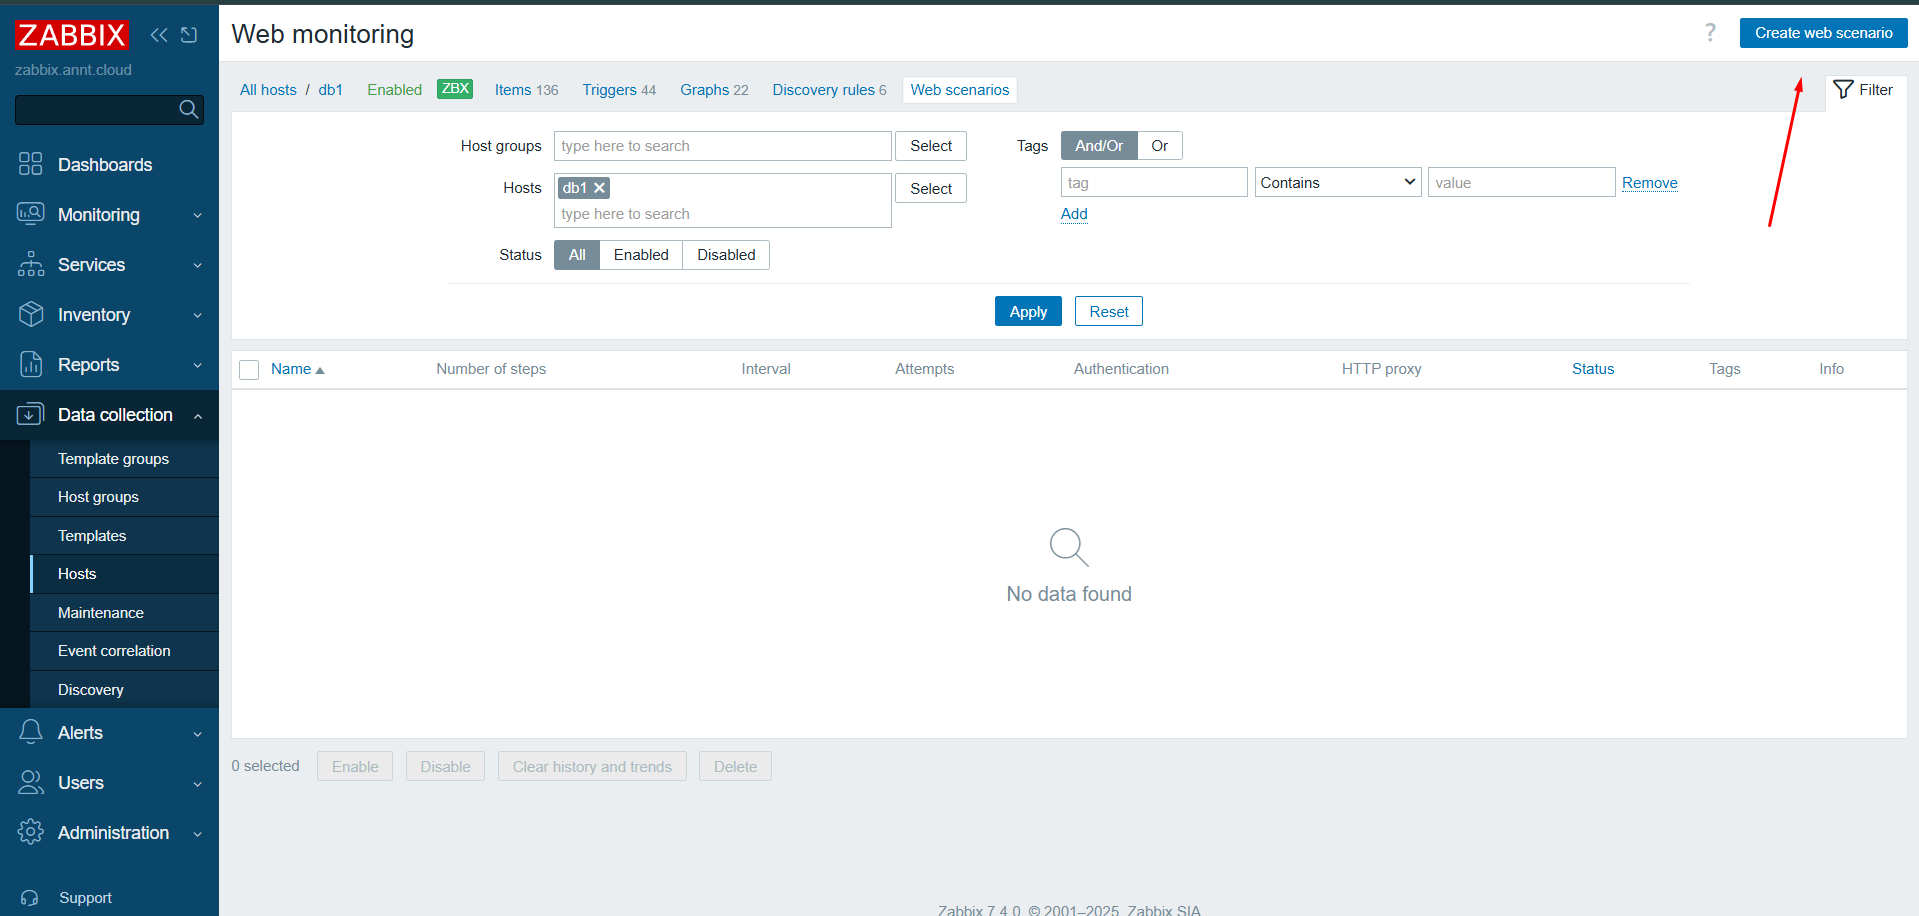 ZABBIX
zabbix.annt.cloud
Dashboards
Monitoring
Services
Inventory
Reports
Data collection
Template groups
Host groups
Templates
Hosts
Maintenance
Event correlation
Discovery
Alerts
Users
Administration
Support
Web monitoring
? Create web scenario
All hosts / db1 Enabled ZBX Items 136 Triggers 44 Graphs 22 Discovery rules 6 Web scenarios
Filter
Host groups type here to search Select
Hosts db1 Select
type here to search
Status All Enabled Disabled
Tags And/Or Or
tag Contains value Remove
Add
Apply Reset
Name Number of steps Interval Attempts Authentication HTTP proxy Status Tags Info
No data found
0 selected Enable Disable Clear history and trends Delete
Zabbix 7.4.0. © 2001–2025, Zabbix SIA